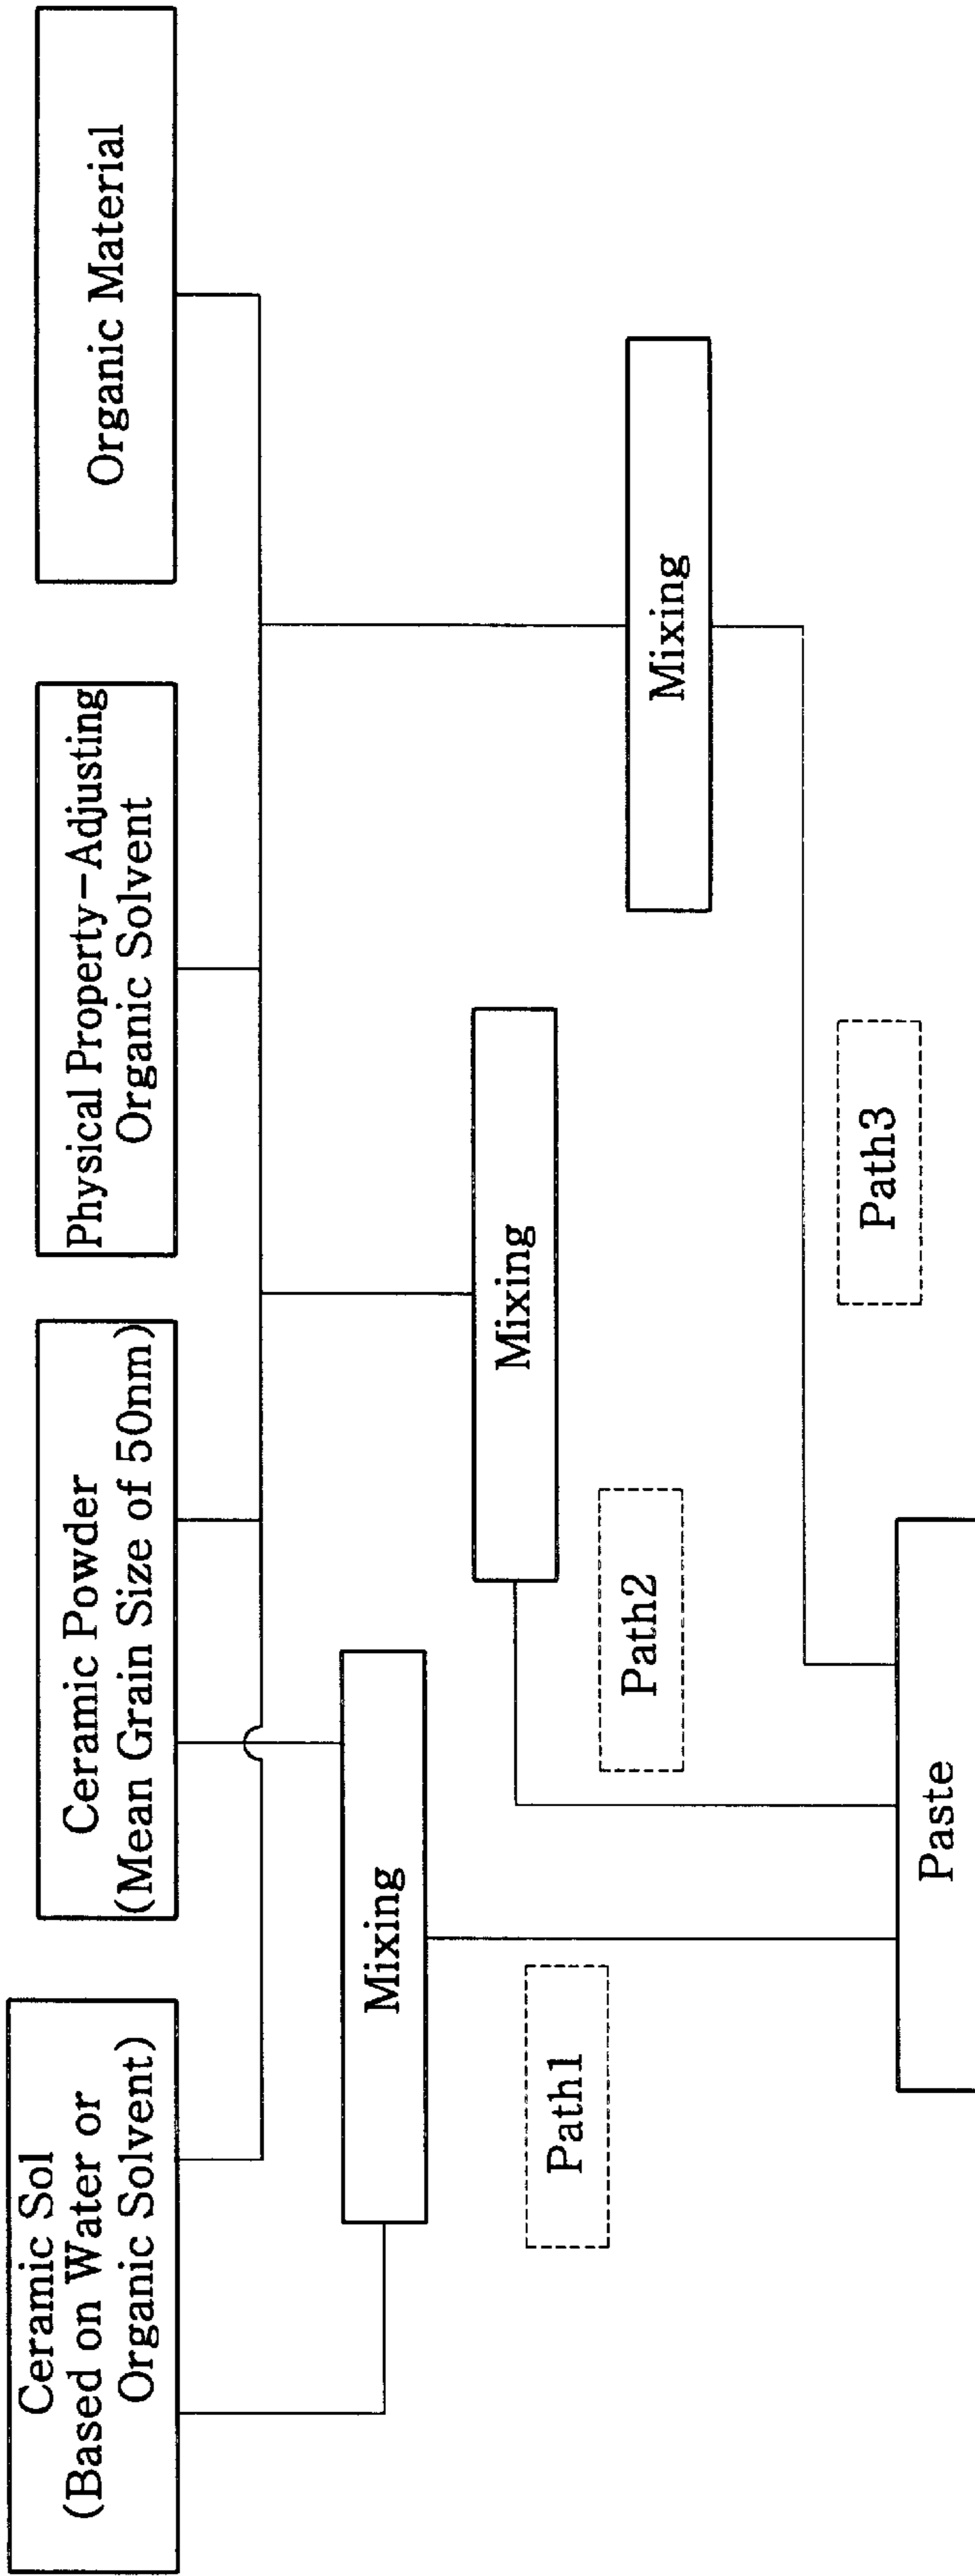 Ceramic Sol
(Based on Water or
Organic Solvent)
Ceramic Powder
(Mean Grain Size of 50nm)
Physical Property-Adjusting
Organic Solvent
Organic Material
Mixing
Mixing
Mixing
Path1
Path2
Path3
Paste